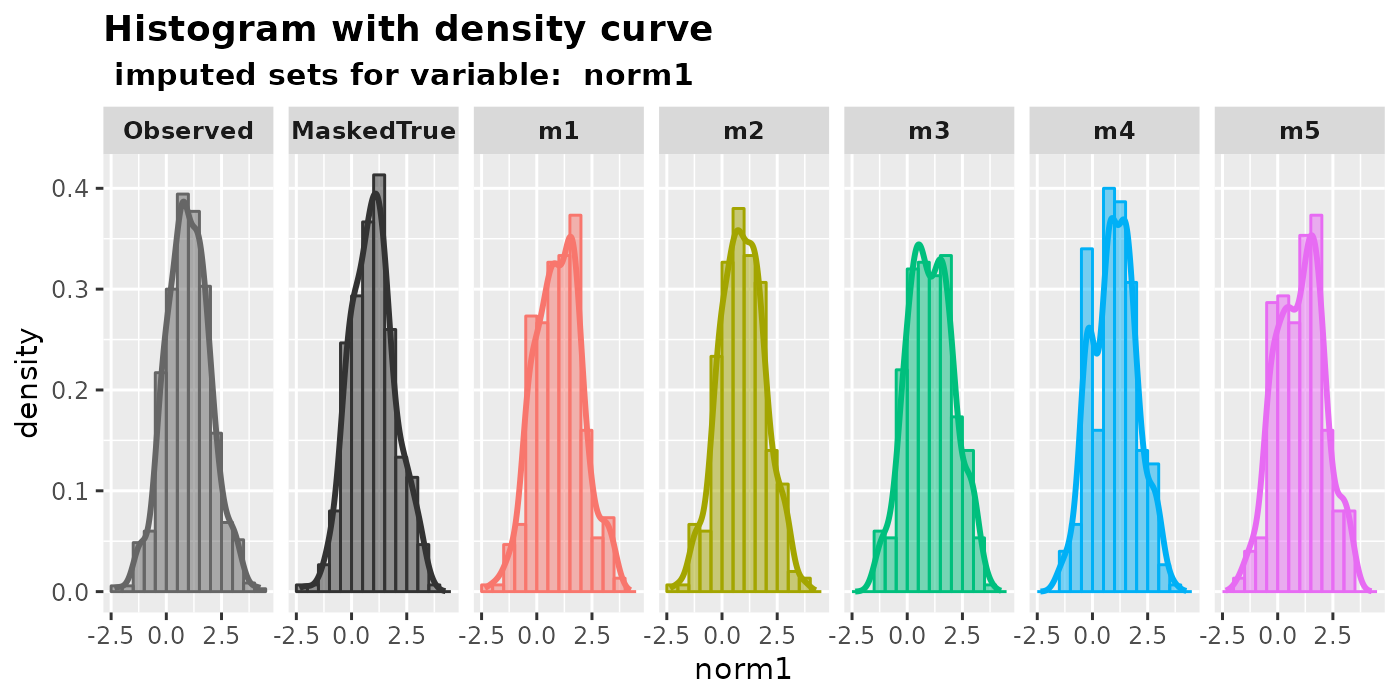 Histogram with density curve
imputed sets for variable:  norm1
Observed MaskedTrue m1 m2 m3 m4 m5
density
0.4
0.3
0.2
0.1
0.0
-2.5 0.0 2.5 -2.5 0.0 2.5 -2.5 0.0 2.5 -2.5 0.0 2.5 -2.5 0.0 2.5 -2.5 0.0 2.5 -2.5 0.0 2.5
norm1